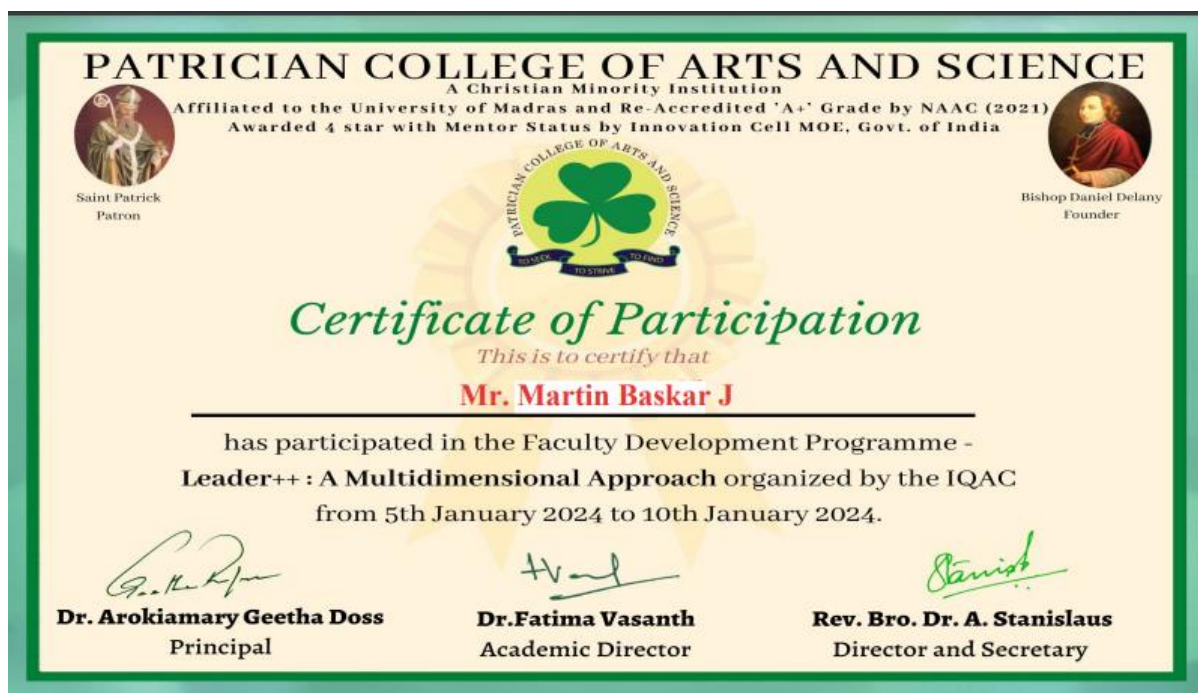 PATRICIAN COLLEGE OF ARTS AND SCIENCE
A Christian Minority Institution
Affiliated to the University of Madras and Re-Accredited 'A+' Grade by NAAC (2021)
Awarded 4 star with Mentor Status by Innovation Cell MOE, Govt. of India
Saint Patrick
Patron
Bishop Daniel Delany
Founder
PATRICIAN COLLEGE OF ARTS AND SCIENCE
TO SEEK
TO STRIVE
TO FIND
Certificate of Participation
This is to certify that
Mr. Martin Baskar J
has participated in the Faculty Development Programme -
Leader++ : A Multidimensional Approach organized by the IQAC
from 5th January 2024 to 10th January 2024.
Stanish
Dr. Arokiamary Geetha Doss
Principal
Dr.Fatima Vasanth
Academic Director
Rev. Bro. Dr. A. Stanislaus
Director and Secretary